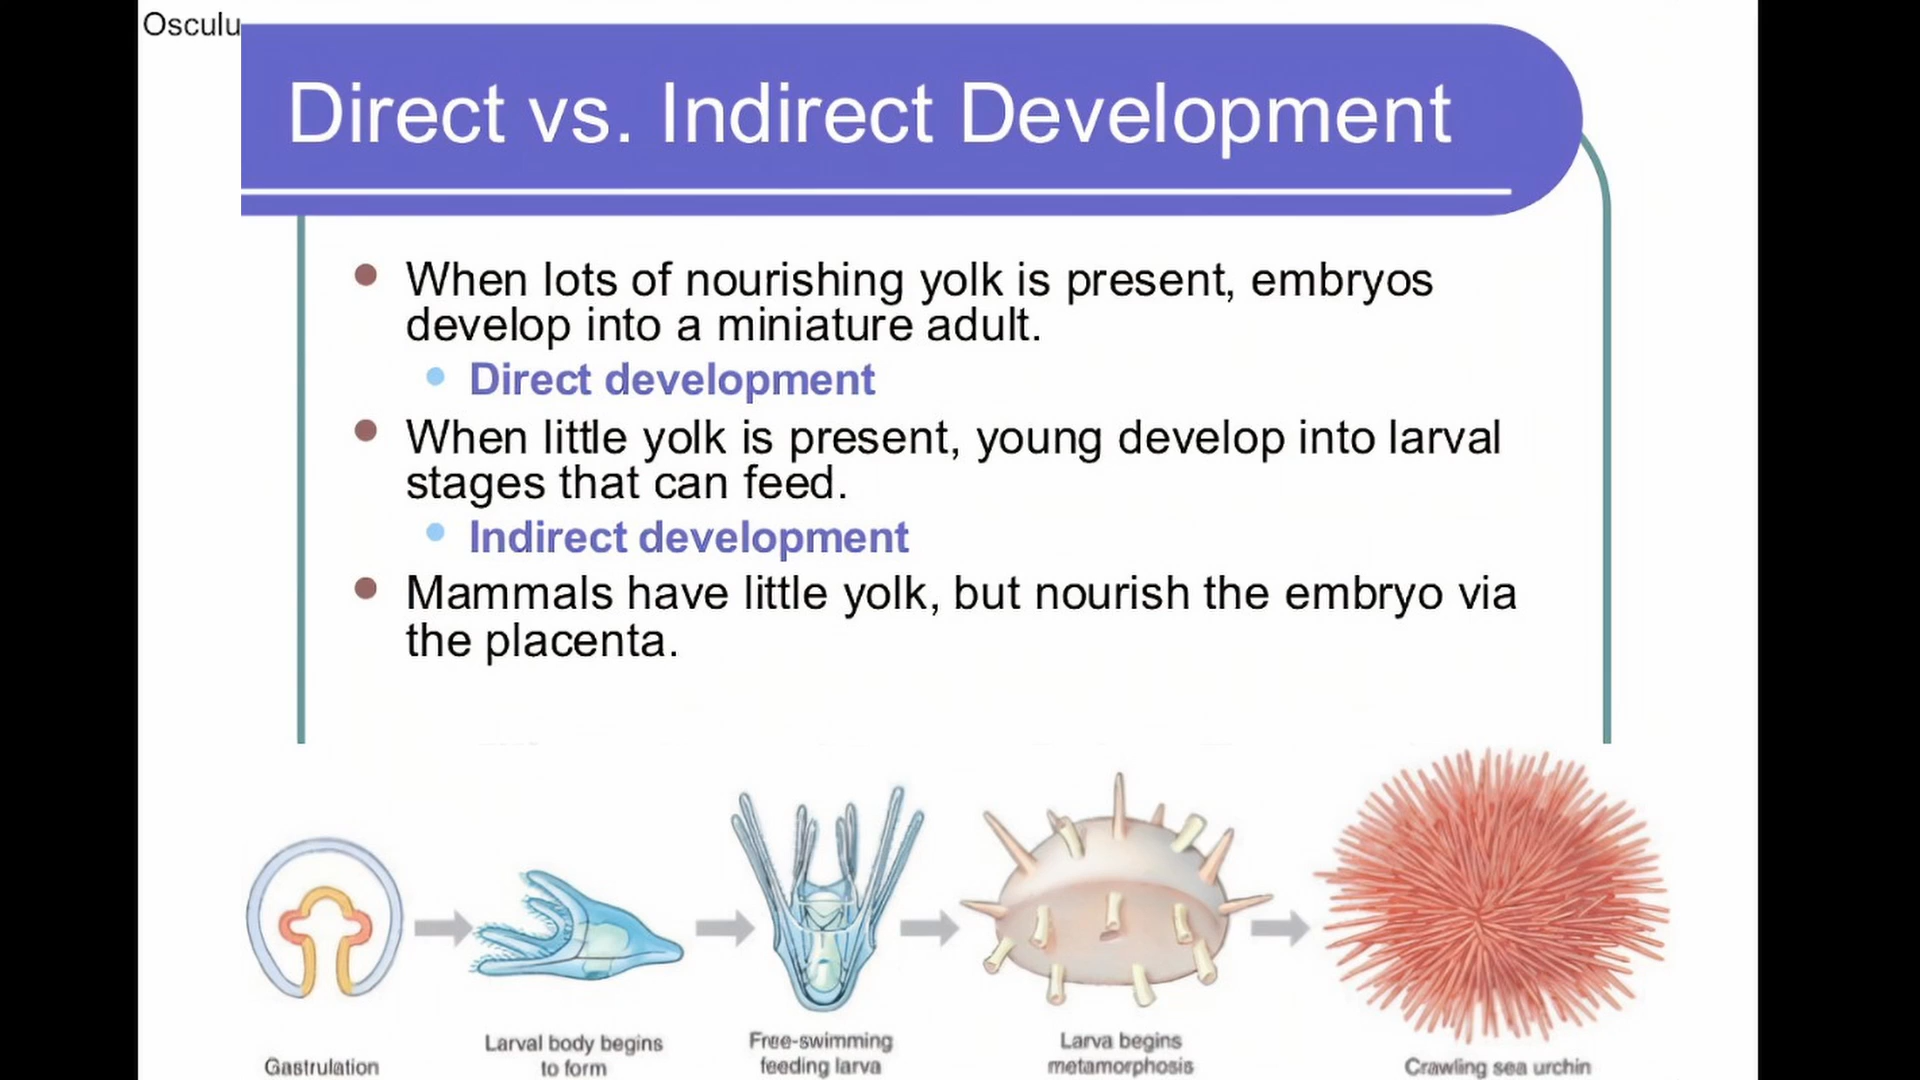 Osculu
Direct vs. Indirect Development
When lots of nourishing yolk is present, embryos
develop into a miniature adult.
Direct development
When little yolk is present, young develop into larval
stages that can feed.
Indirect development
Mammals have little yolk, but nourish the embryo via
the placenta.
Gastrulation
Larval body begins
to form
Free-swimming
feeding larva
Larva begins
metamorphosis
Crawling sea urchin